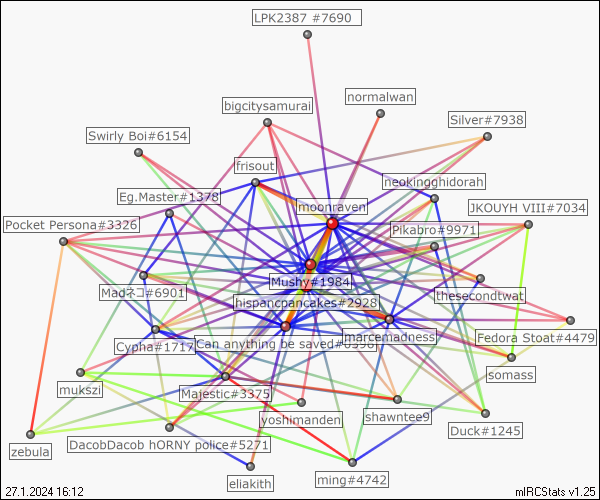 LPK2387 #7690
normalwan
bigcitysamurai
Silver#7938
Swirly Boi#6154
frisout
neokingghidorah
Eg.Master#1378
moonraven
JKOUYH VIII#7034
Pocket Persona#3326
Pikabro#9971
Mushy#1984
Madネコ#6901
thesecondtwat
hispancpancakes#2928
Fedora Stoat#4479
Cypha#1717
Can anything be saved#0398
marcemadness
somass
mukszi
Majestic#3375
yoshimanden
shawntee9
Duck#1245
zebula
DacobDacob hORNY police#5271
eliakith
ming#4742
27.1.2024 16:12
mIRCStats v1.25